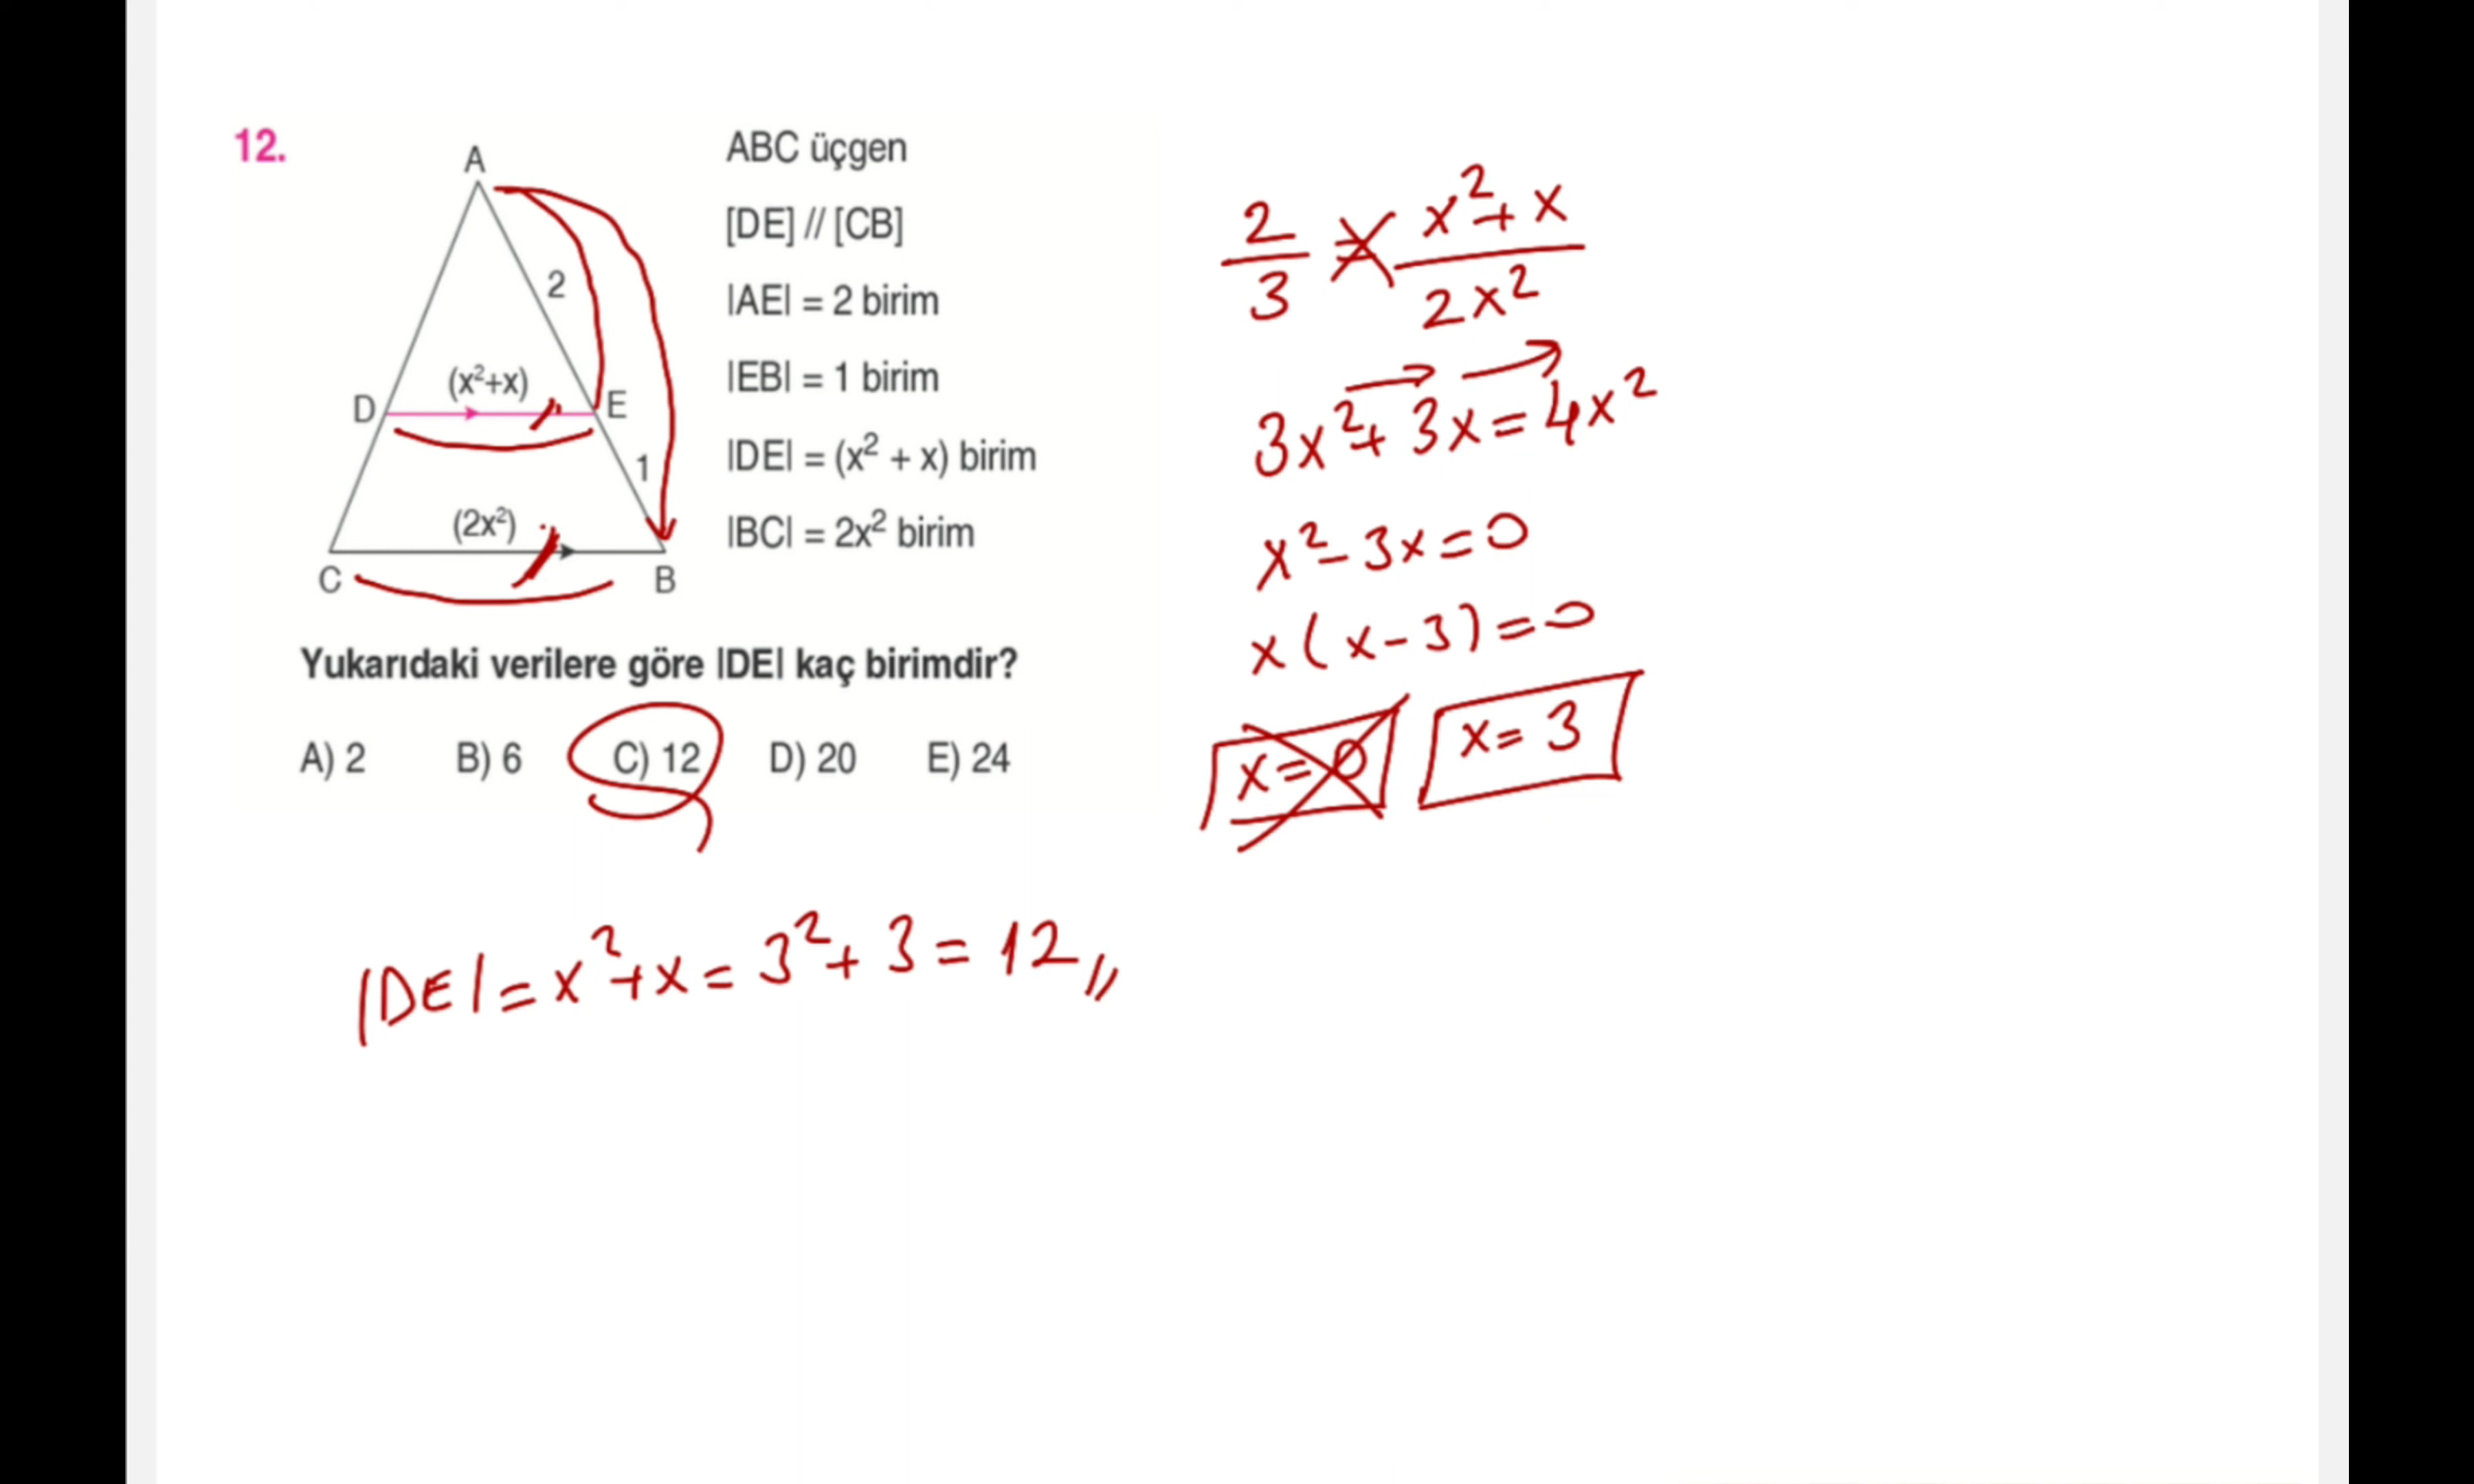 12.
A
2
(x²+x)
D
E
1
(2x²)
C
B
ABC üçgen
[DE] // [CB]
|AE| = 2 birim
|EB| = 1 birim
|DE| = (x² + x) birim
|BC| = 2x² birim
Yukarıdaki verilere göre |DE| kaç birimdir?
A) 2 B) 6 C) 12 D) 20 E) 24
|DE| = x² + x = 3² + 3 = 12 //
2/3 = x² + x/2x²
3x² + 3x = 4x²
x² - 3x = 0
x (x - 3) = 0
x = 0 x = 3